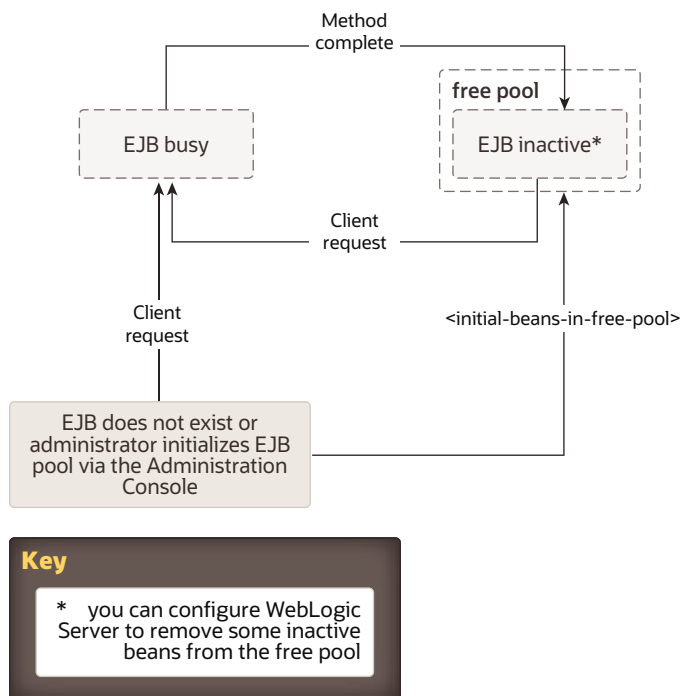 Method
complete
free pool
EJB busy
EJB inactive*
Client
request
Client
request
<initial-beans-in-free-pool>
EJB does not exist or
administrator initializes EJB
pool via the Administration
Console
Key
* you can configure WebLogic
Server to remove some inactive
beans from the free pool